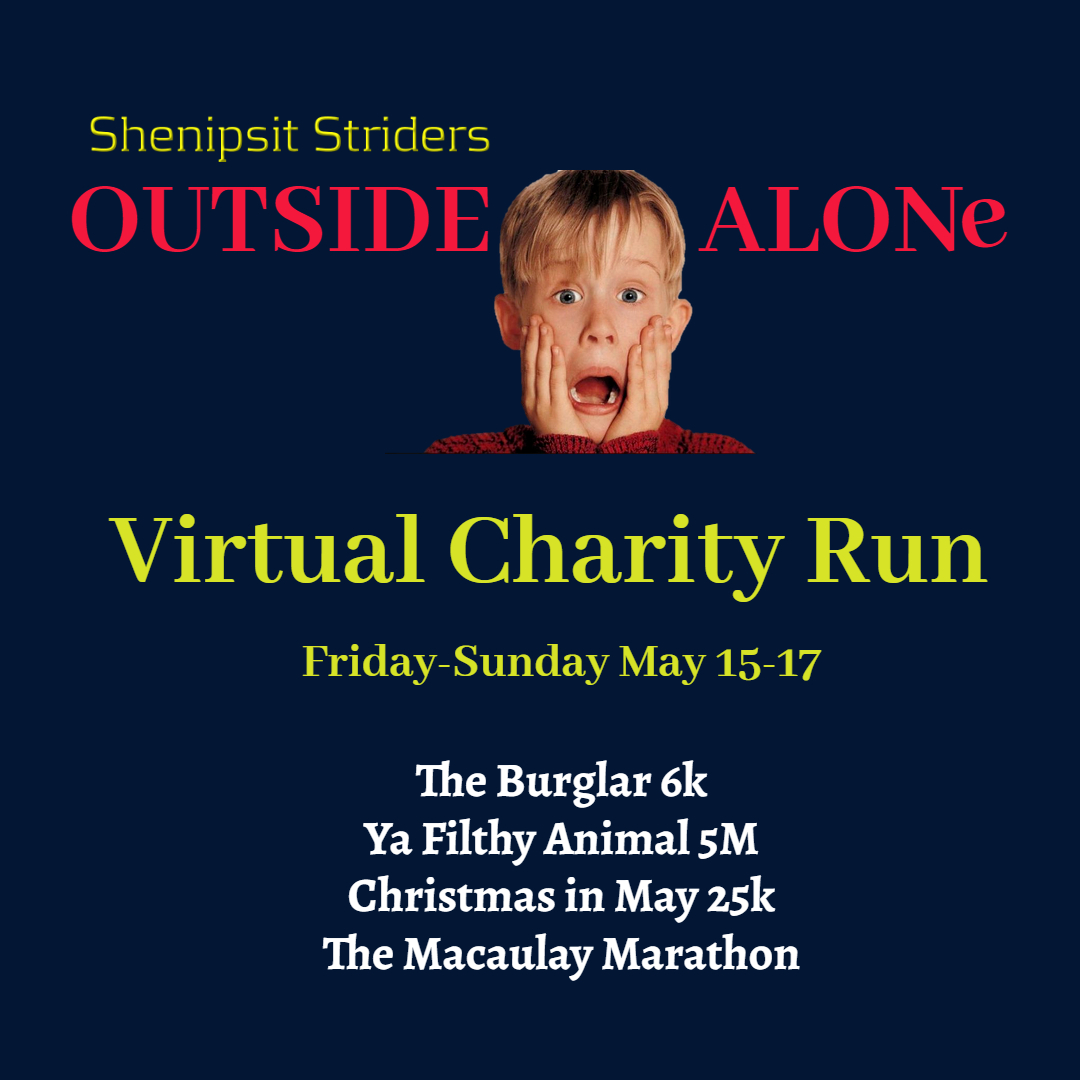 Shenipsit Striders
OUTSIDE ALONe
Virtual Charity Run
Friday-Sunday May 15-17
The Burglar 6k
Ya Filthy Animal 5M
Christmas in May 25k
The Macaulay Marathon